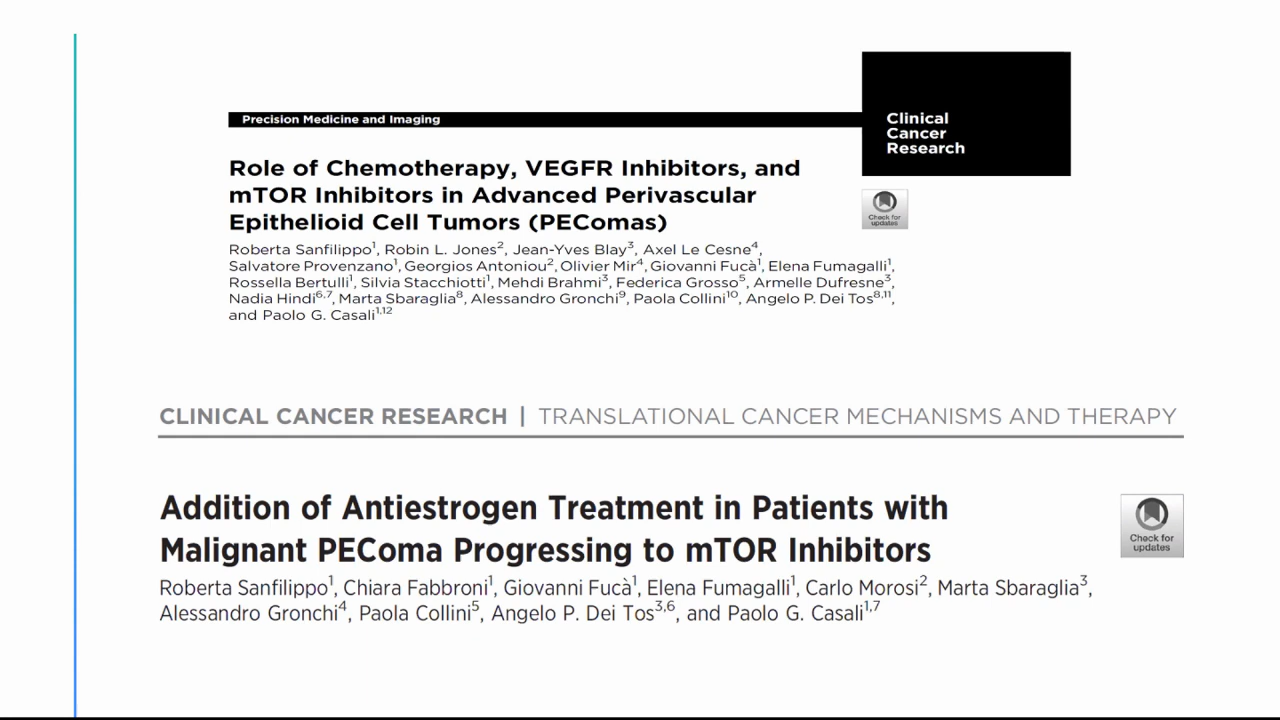 Precision Medicine and Imaging
Clinical
Cancer
Research
Role of Chemotherapy, VEGFR Inhibitors, and
mTOR Inhibitors in Advanced Perivascular
Epithelioid Cell Tumors (PEComas)
Check for
updates
Roberta Sanfilippo1, Robin L. Jones2, Jean-Yves Blay3, Axel Le Cesne4,
Salvatore Provenzano1, Georgios Antoniou2, Olivier Mir4, Giovanni Fucà1, Elena Fumagalli1,
Rossella Bertulli1, Silvia Stacchiotti1, Mehdi Brahmi3, Federica Grosso5, Armelle Dufresne3,
Nadia Hindi6,7, Marta Sbaraglia8, Alessandro Gronchi9, Paola Collini10, Angelo P. Dei Tos8,11,
and Paolo G. Casali1,12
CLINICAL CANCER RESEARCH | TRANSLATIONAL CANCER MECHANISMS AND THERAPY
Addition of Antiestrogen Treatment in Patients with
Malignant PEComa Progressing to mTOR Inhibitors
Check for
updates
Roberta Sanfilippo1, Chiara Fabbroni1, Giovanni Fucà1, Elena Fumagalli1, Carlo Morosi2, Marta Sbaraglia3,
Alessandro Gronchi4, Paola Collini5, Angelo P. Dei Tos3,6, and Paolo G. Casali1,7